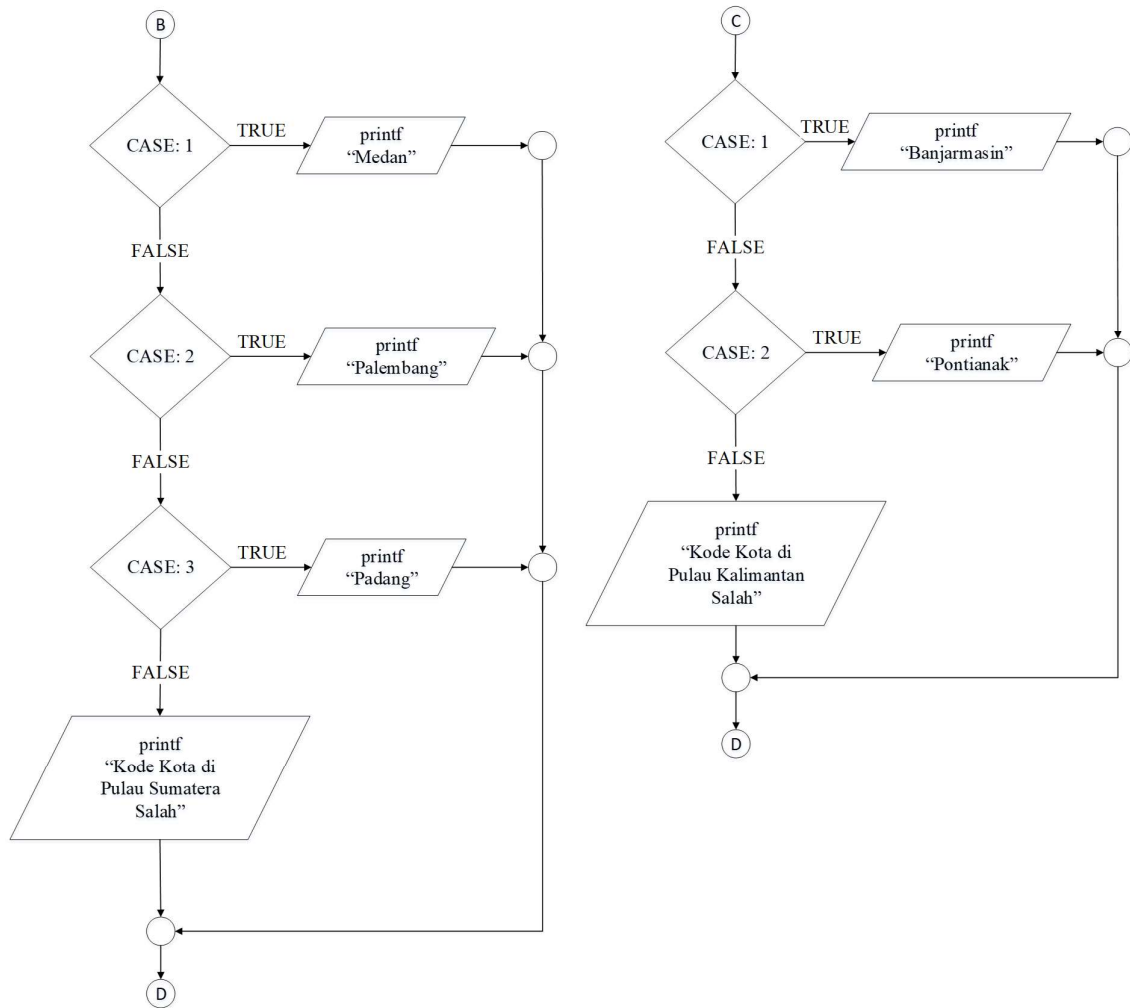 B
CASE: 1
TRUE
printf
“Medan”
FALSE
CASE: 2
TRUE
printf
“Palembang”
FALSE
CASE: 3
TRUE
printf
“Padang”
FALSE
printf
“Kode Kota di
Pulau Sumatera
Salah”
D
C
CASE: 1
TRUE
printf
“Banjarmasin”
FALSE
CASE: 2
TRUE
printf
“Pontianak”
FALSE
printf
“Kode Kota di
Pulau Kalimantan
Salah”
D